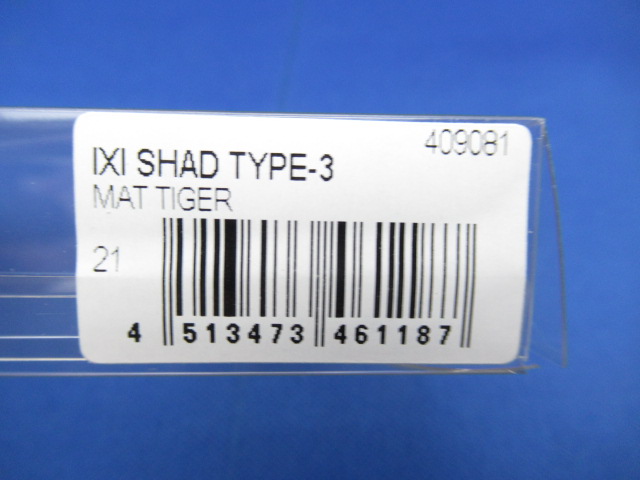 409081
IXI SHAD TYPE-3
MAT TIGER
21
4 513473 461187